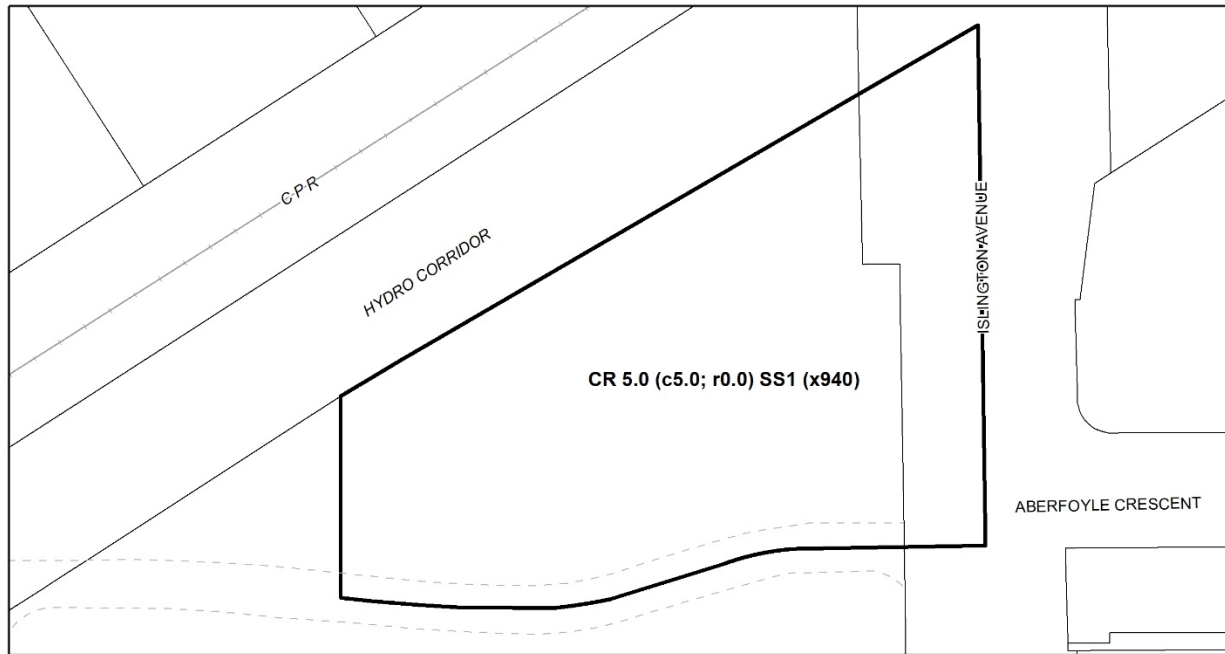 C-P-R
HYDRO CORRIDOR
ISLINGTON AVENUE
CR 5.0 (c5.0; r0.0) SS1 (x940)
ABERFOYLE CRESCENT